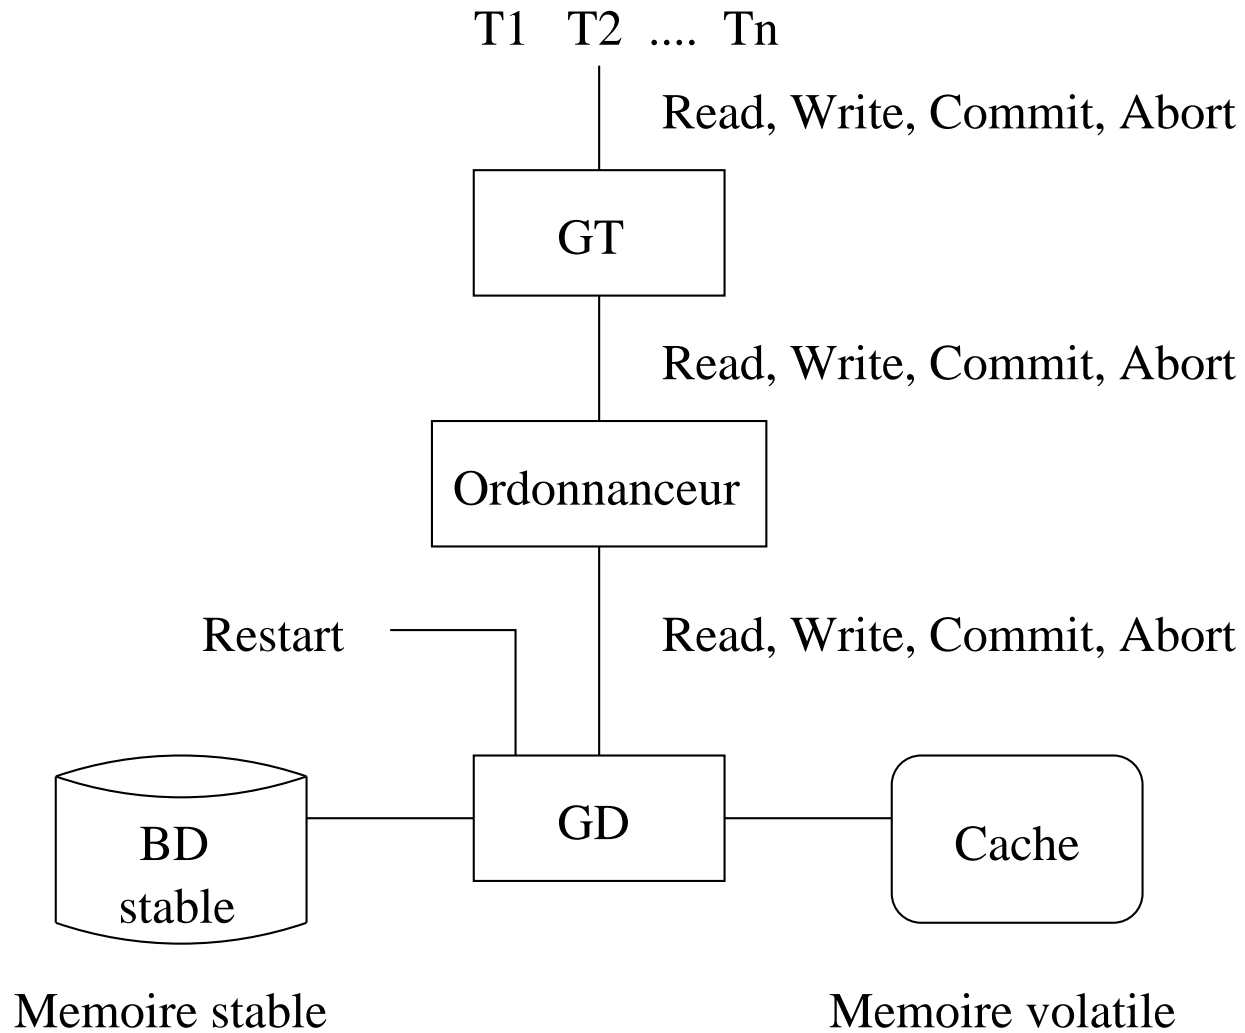 T1 T2 .... Tn
Read, Write, Commit, Abort
GT
Read, Write, Commit, Abort
Ordonnanceur
Restart
Read, Write, Commit, Abort
BD
stable
GD
Cache
Memoire stable
Memoire volatile